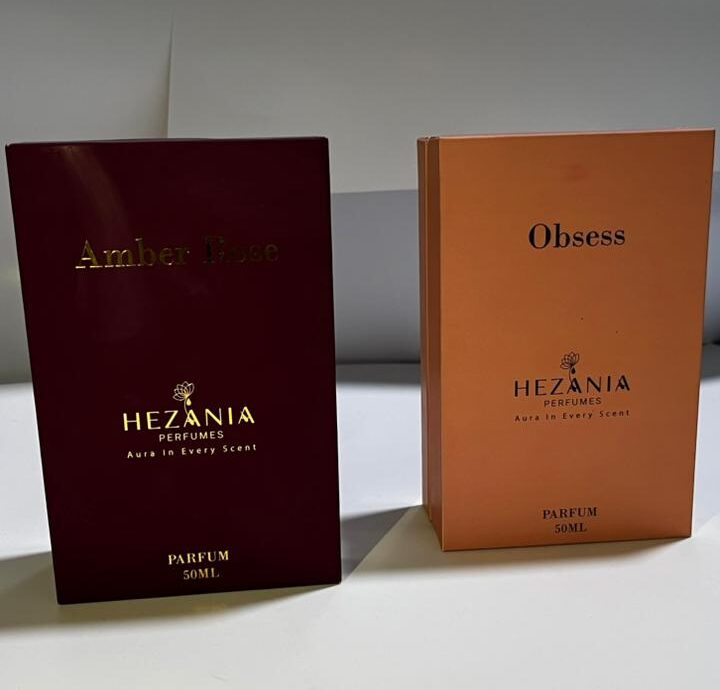 Amber Rose
HEZANIA
PERFUMES
Aura In Every Scent
PARFUM
50ML
Obsess
HEZANIA
PERFUMES
Aura In Every Scent
PARFUM
50ML